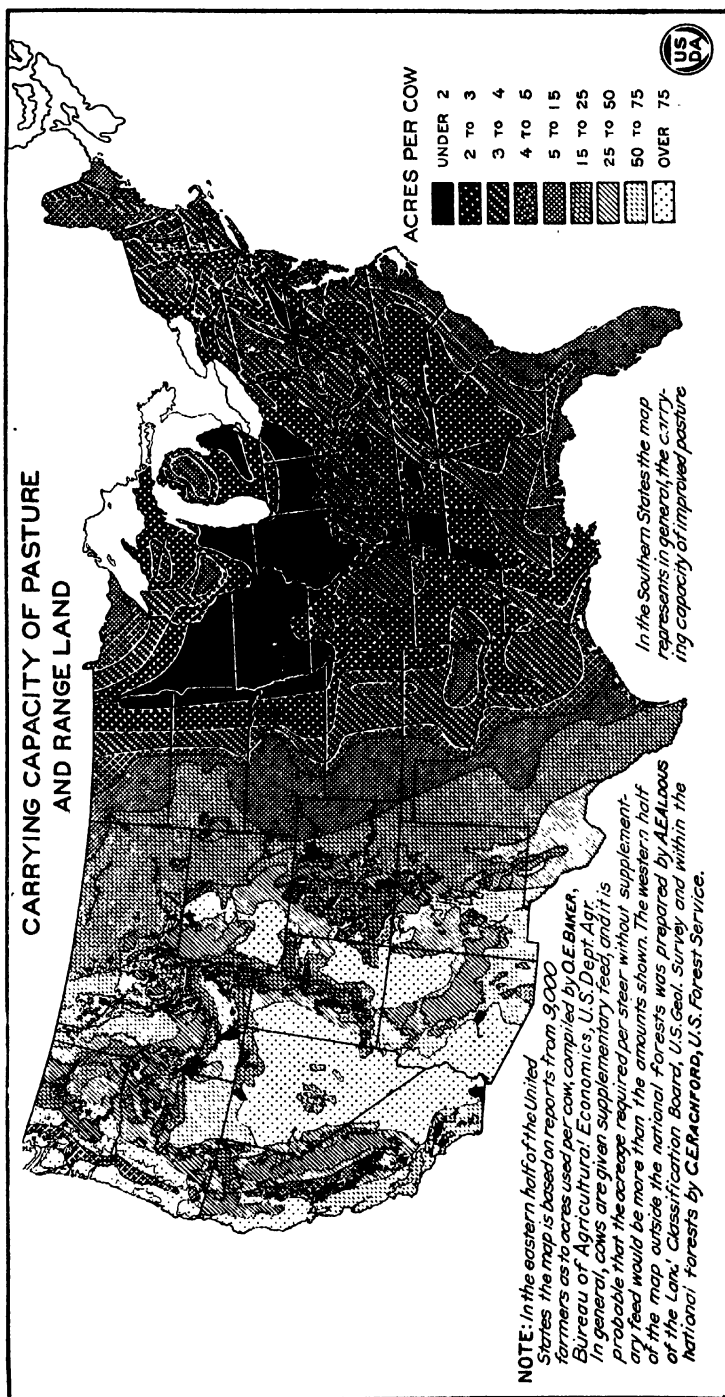 CARRYING CAPACITY OF PASTURE
AND RANGE LAND
ACRES PER COW
UNDER 2
2 TO 3
3 TO 4
4 TO 5
5 TO 15
15 TO 25
25 TO 50
50 TO 75
OVER 75
US
DA
NOTE: In the eastern half of the United
States the map is based on reports from 9,000
farmers as to acres used per cow, compiled by O.E. BAKER,
Bureau of Agricultural Economics, U.S. Dept. Agr.
In general, cows are given supplementary feed, and it is
probable that the acreage required per steer without supplement-
ary feed would be more than the amounts shown. The western half
of the map outside the national forests was prepared by A.E. ALDOUS
of the Land Classification Board, U.S. Geol. Survey and within the
national forests by C.E. RACHFORD, U.S. Forest Service.
In the Southern States the map
represents in general, the carry-
ing capacity of improved pasture